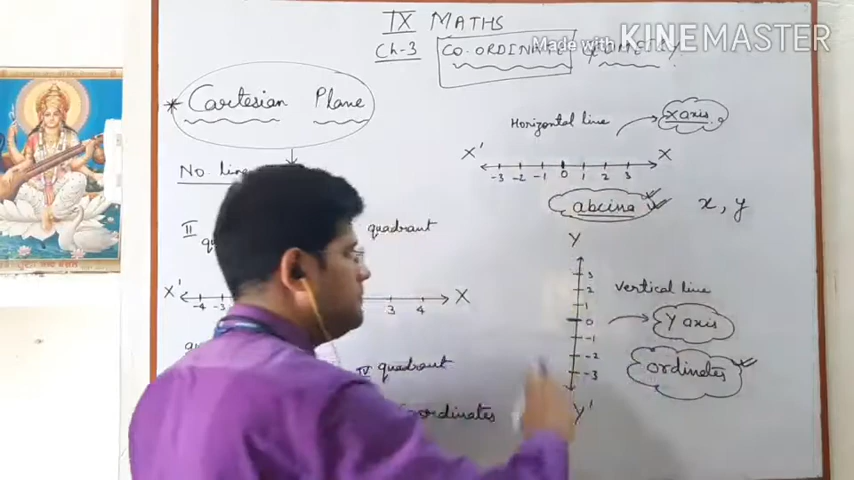 IX MATHS
Ch-3 CO-ORDINATE GEOMETRY
Made with KINEMASTER
* Cartesian Plane
Horizontal line
X axis
X' X
-3 -2 -1 0 1 2 3
No. line
abcissa x, y
II quadrant
Y
3
2
1
0
-1
-2
-3
Y'
vertical line
Y axis
ordinates
X' X
-4 -3 3 4
IV quadrant
coordinates